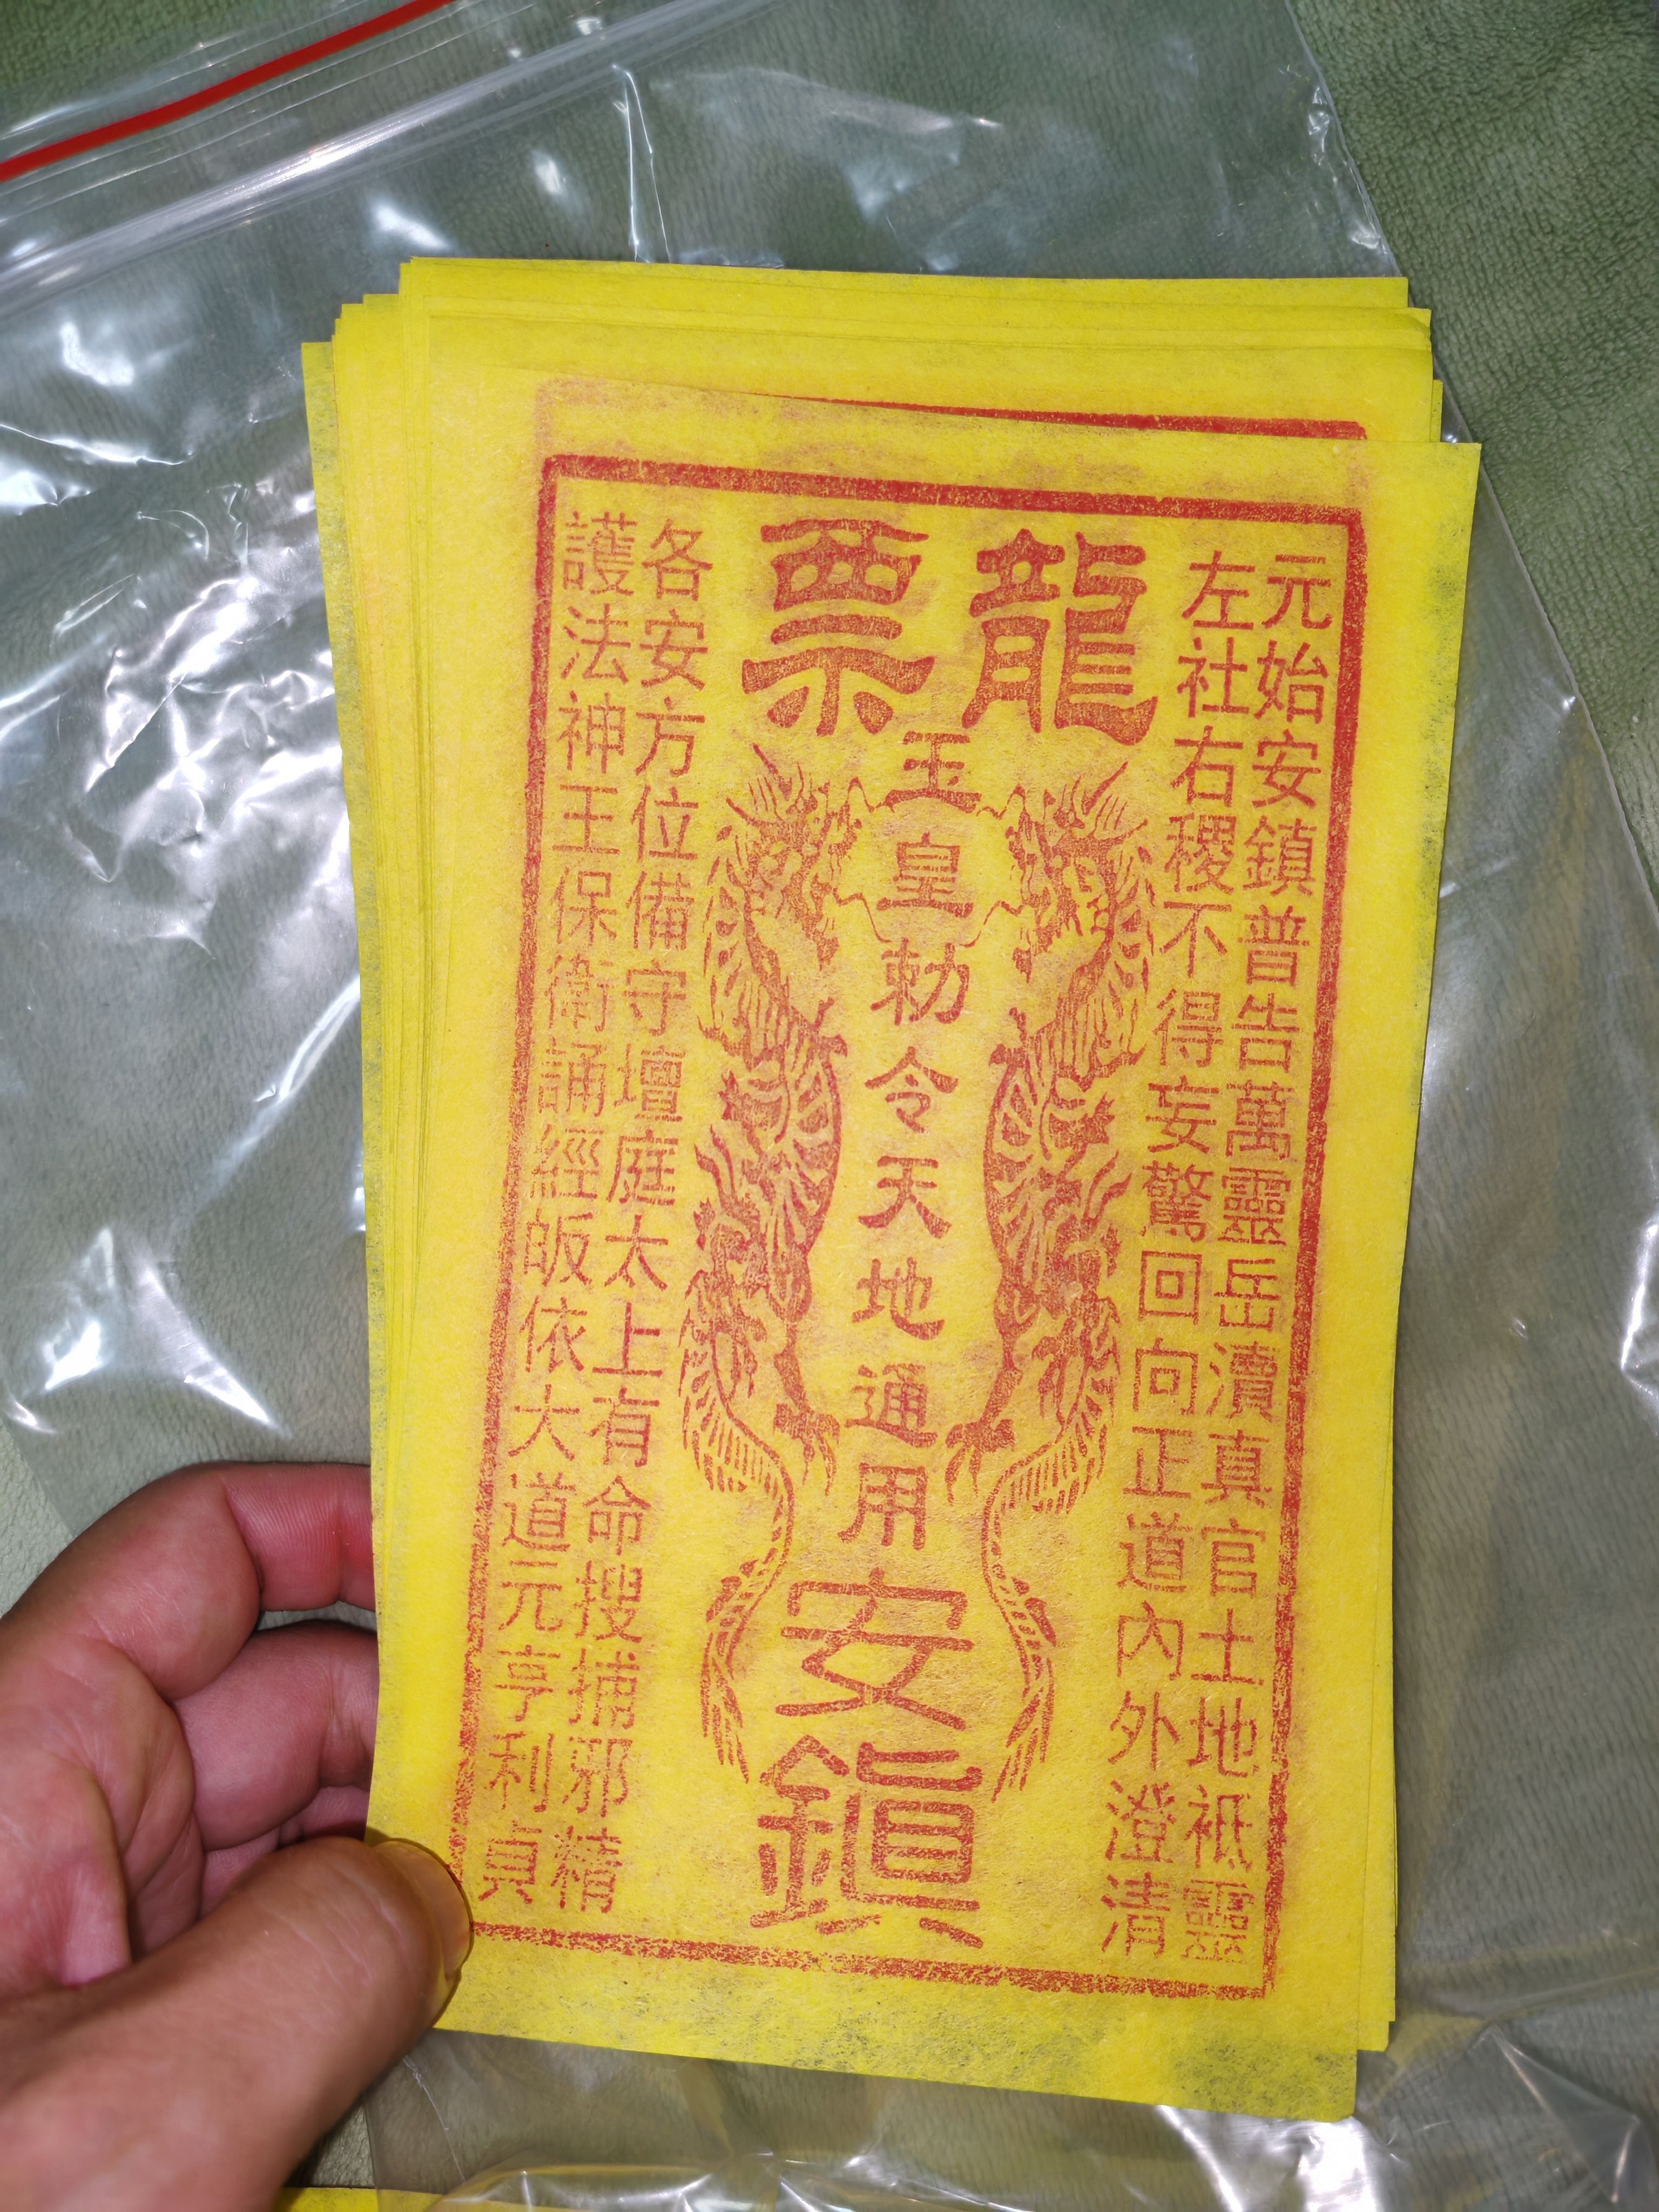 龍票
元始安鎮普告萬靈岳瀆真官土地祗靈
左社右稷不得妄驚回向正道內外澄清
玉皇勅令天地通用
安鎮
各安方位備守壇庭太上有命搜捕邪精
護法神王保衛誦經皈依大道元亨利貞